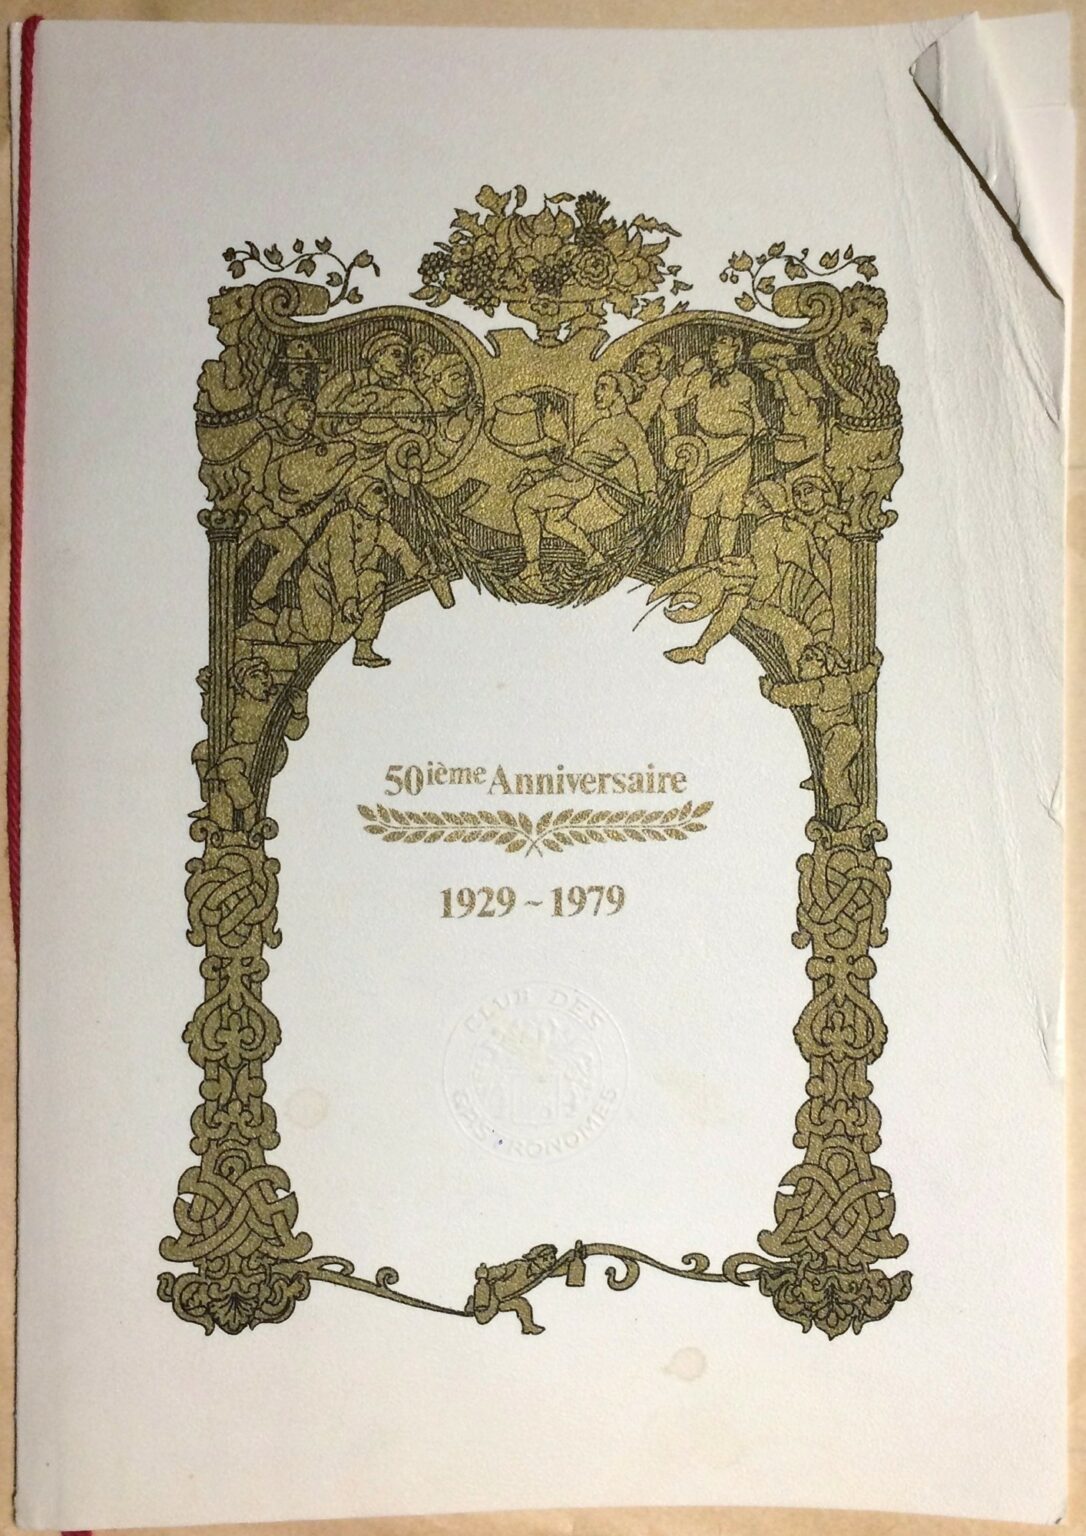 50ième Anniversaire
1929 ~ 1979
CLUB DES
GASTRONOMES